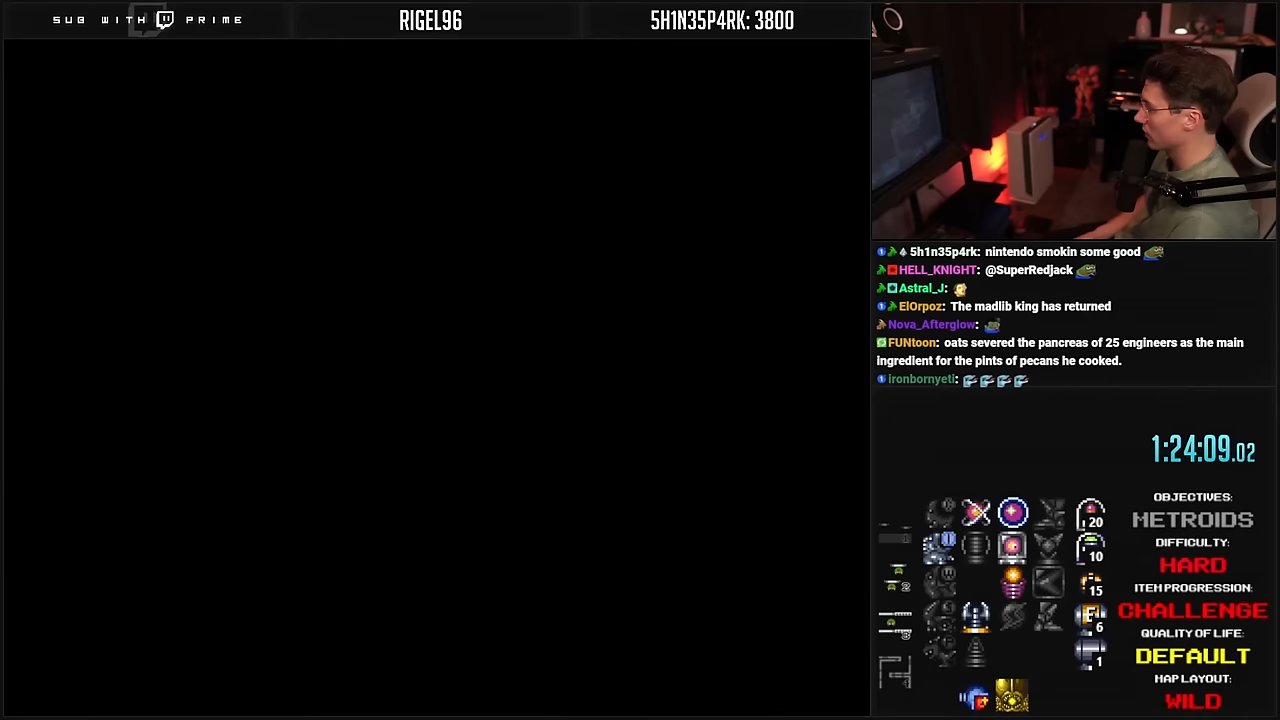 SUB WITH PRIME
RIGEL96
5H1N35P4RK: 3800
5h1n35p4rk: nintendo smokin some good
HELL_KNIGHT: @SuperRedjack
Astral_J:
ElOrpoz: The madlib king has returned
Nova_Afterglow:
FUNtoon: oats severed the pancreas of 25 engineers as the main
ingredient for the pints of pecans he cooked.
ironbornyeti:
1:24:09.02
OBJECTIVES:
METROIDS
DIFFICULTY:
HARD
ITEM PROGRESSION:
CHALLENGE
QUALITY OF LIFE:
DEFAULT
MAP LAYOUT:
WILD
20
10
15
6
1
2
3